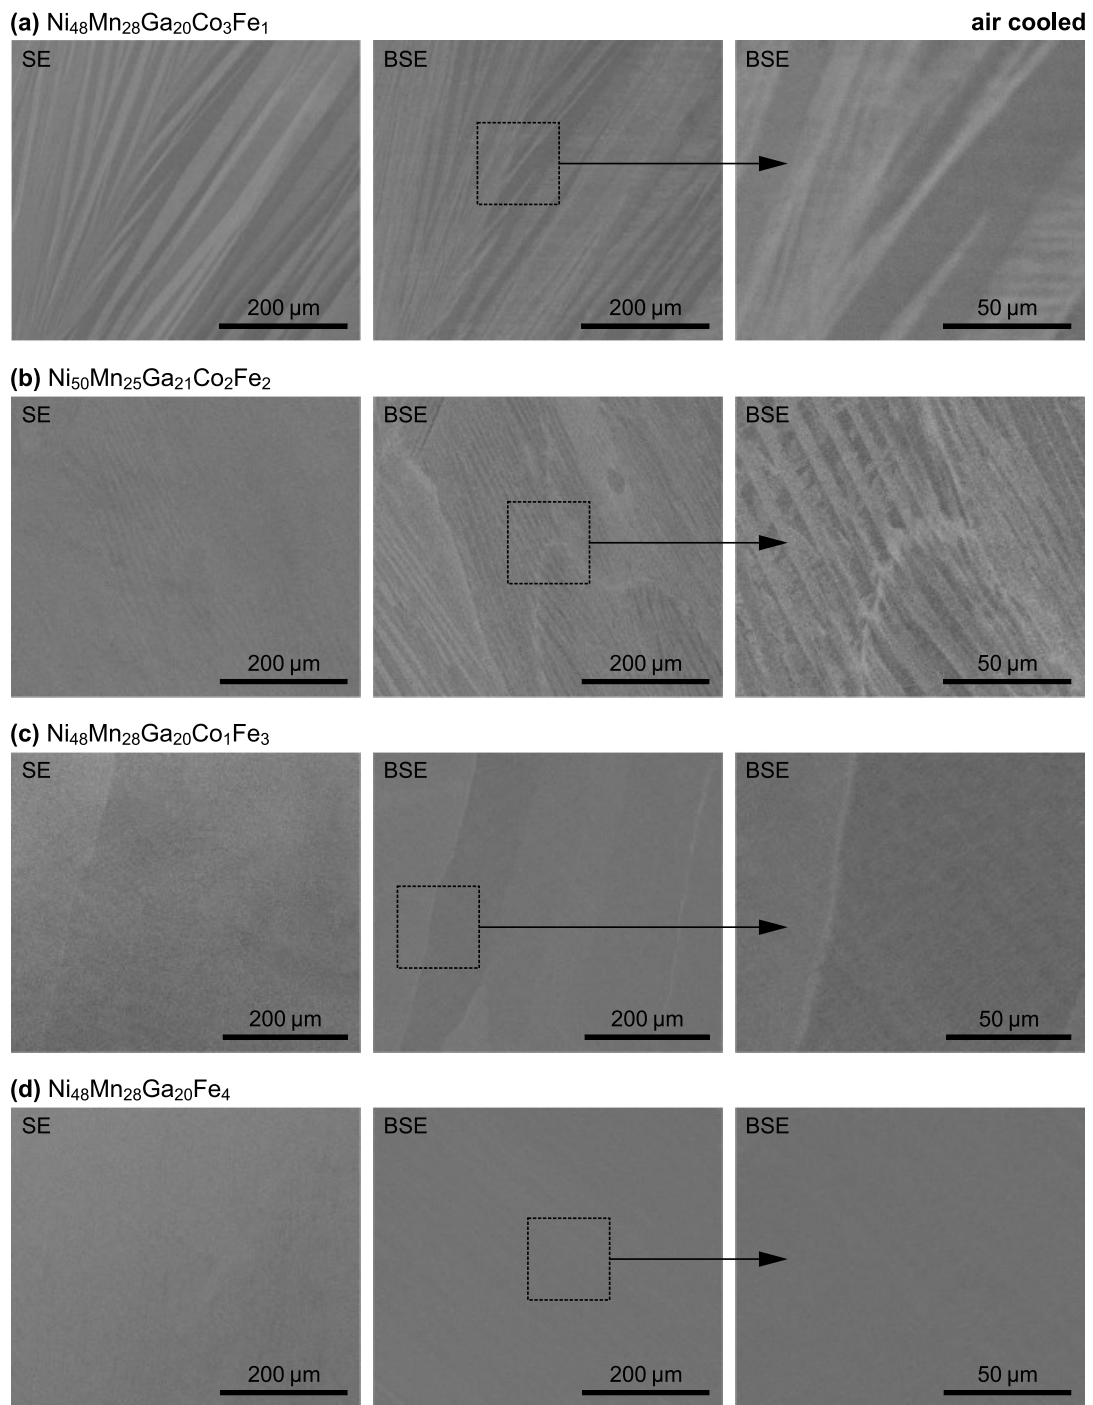 (a) Ni₄₈Mn₂₈Ga₂₀Co₃Fe₁ air cooled
SE BSE BSE
200 µm 200 µm 50 µm
(b) Ni₅₀Mn₂₅Ga₂₁Co₂Fe₂
SE BSE BSE
200 µm 200 µm 50 µm
(c) Ni₄₈Mn₂₈Ga₂₀Co₁Fe₃
SE BSE BSE
200 µm 200 µm 50 µm
(d) Ni₄₈Mn₂₈Ga₂₀Fe₄
SE BSE BSE
200 µm 200 µm 50 µm